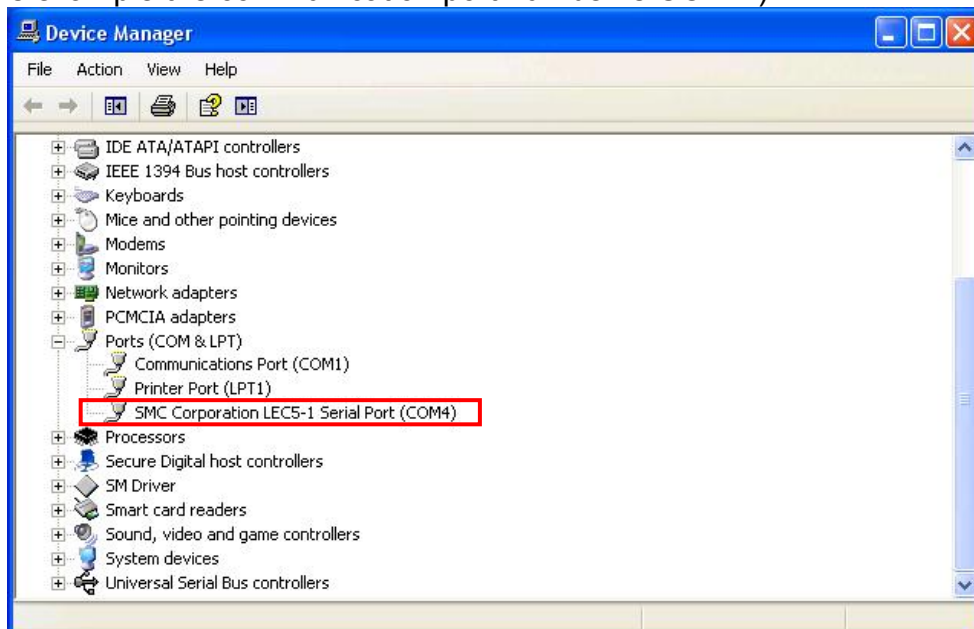 Device Manager
File Action View Help
IDE ATA/ATAPI controllers
IEEE 1394 Bus host controllers
Keyboards
Mice and other pointing devices
Modems
Monitors
Network adapters
PCMCIA adapters
Ports (COM & LPT)
Communications Port (COM1)
Printer Port (LPT1)
SMC Corporation LEC5-1 Serial Port (COM4)
Processors
Secure Digital host controllers
SM Driver
Smart card readers
Sound, video and game controllers
System devices
Universal Serial Bus controllers